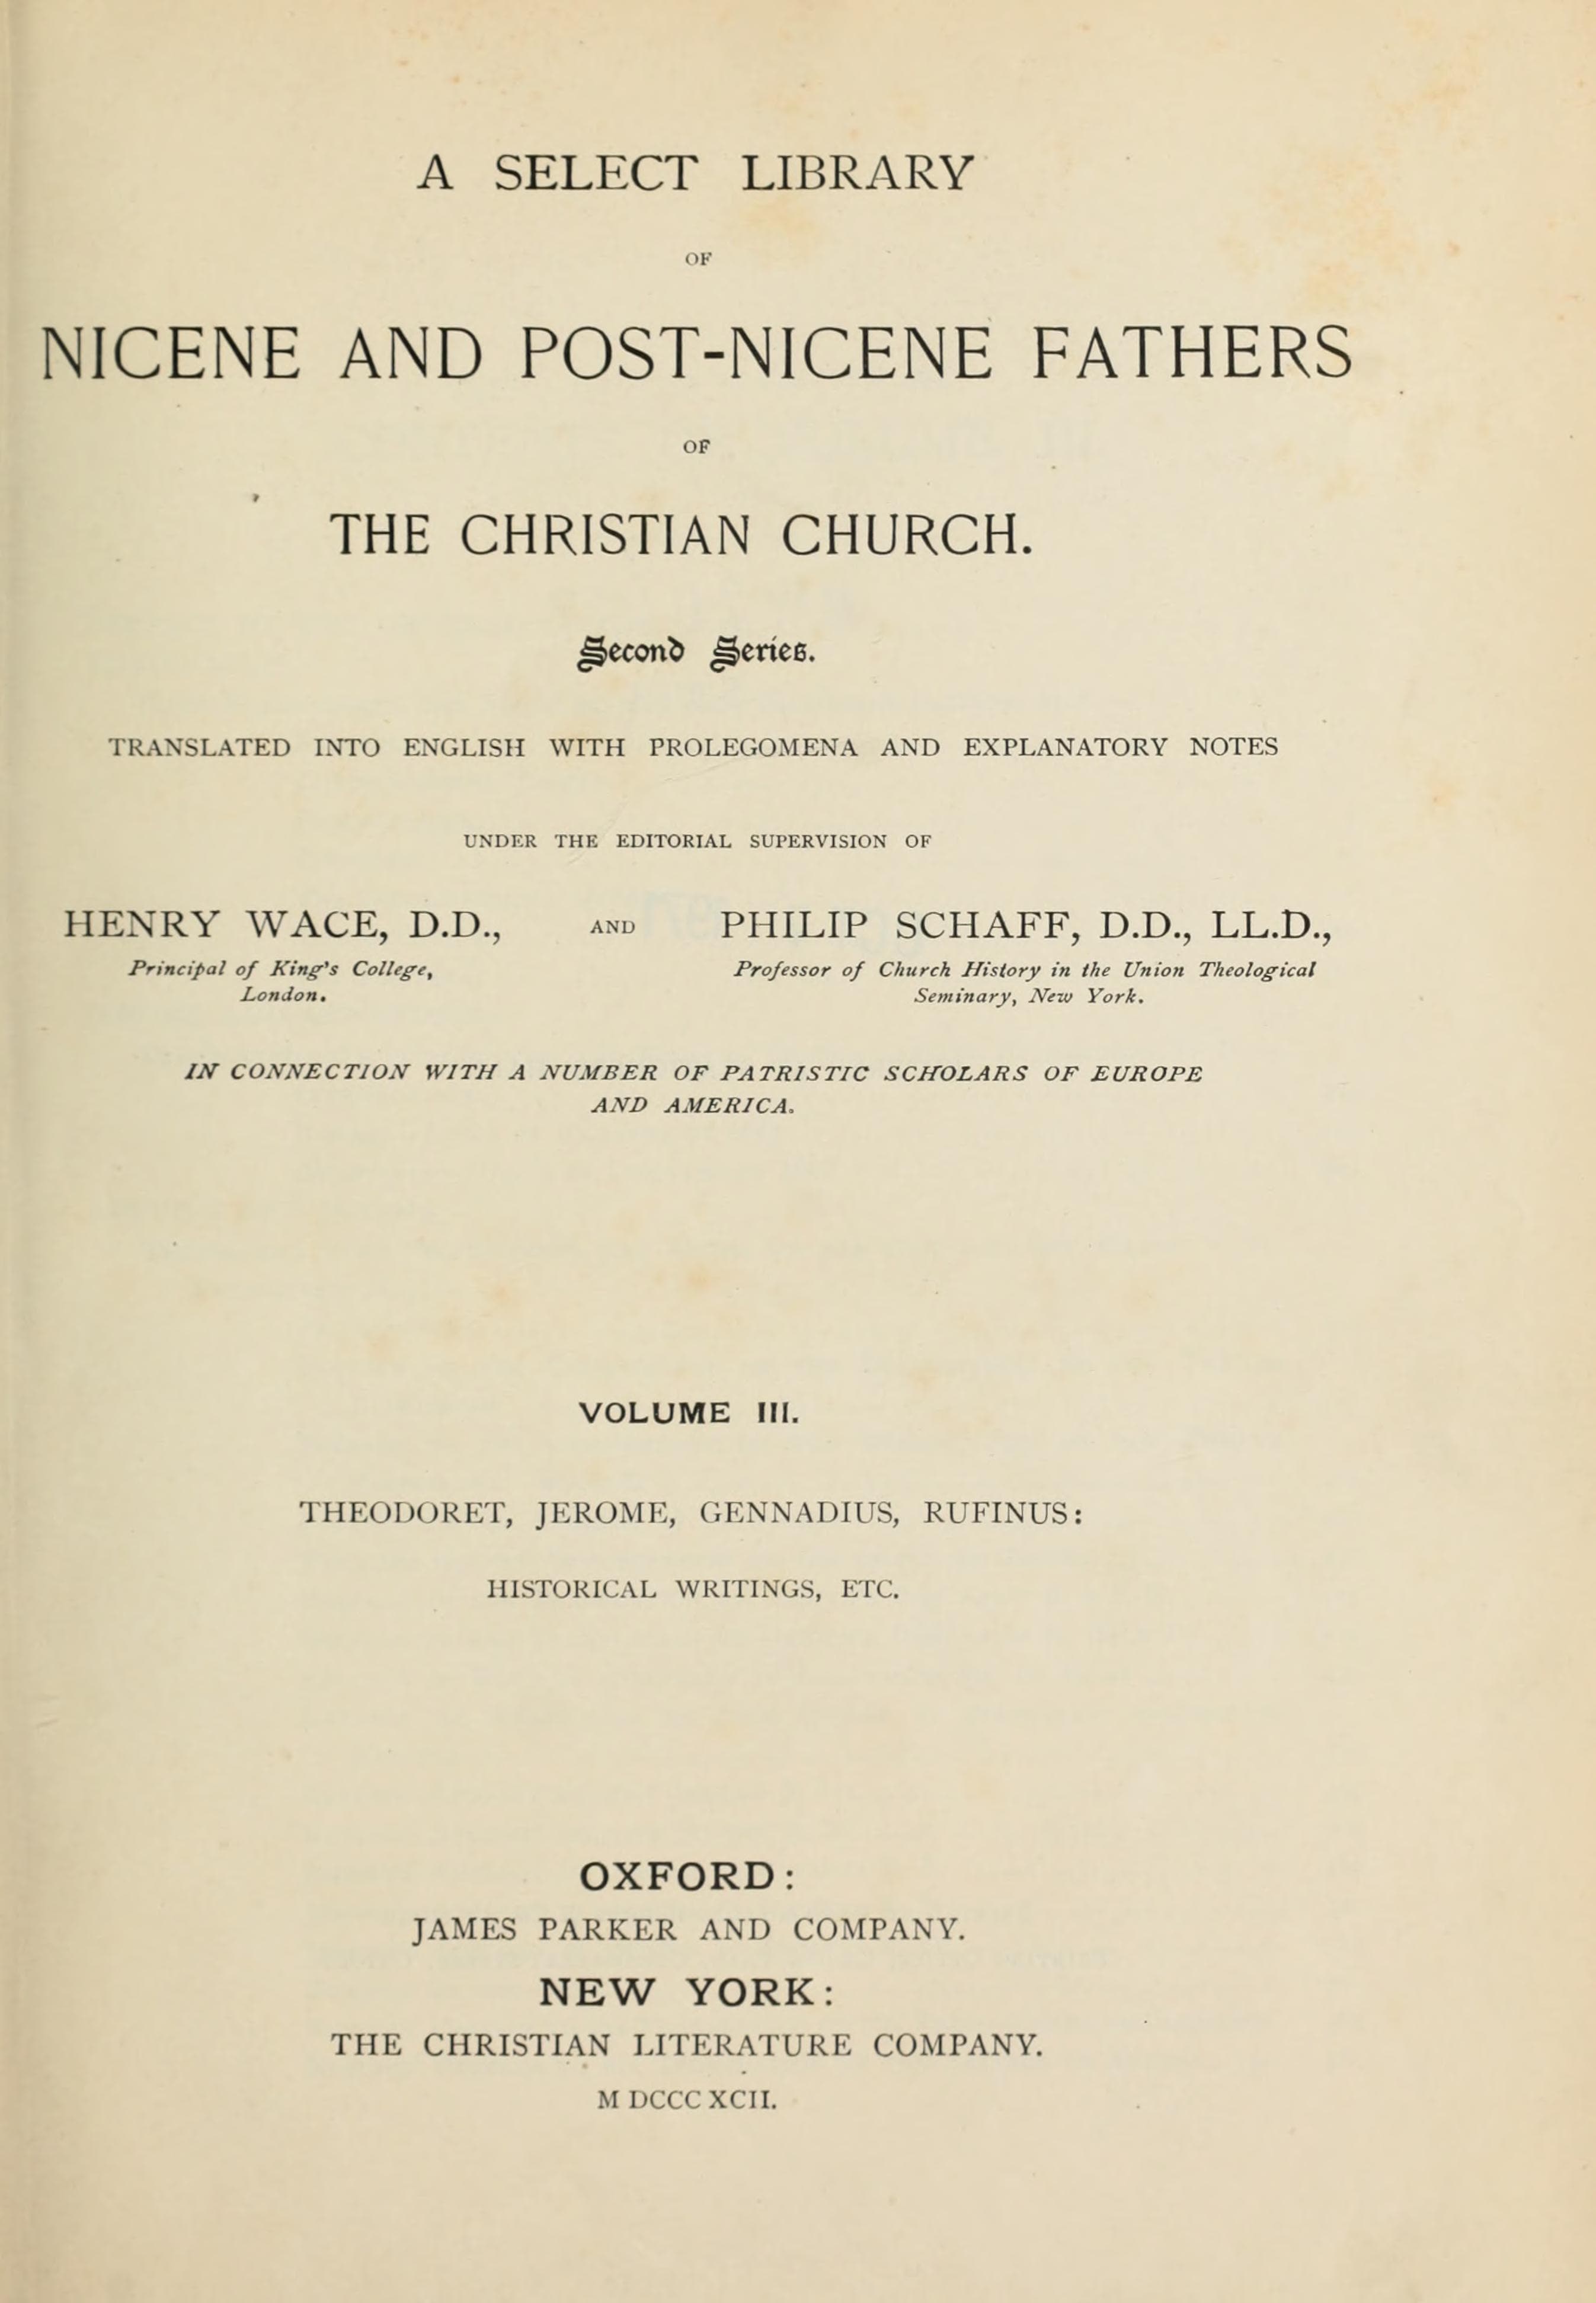 A SELECT LIBRARY
OF
NICENE AND POST-NICENE FATHERS
OF
THE CHRISTIAN CHURCH.
Second Series.
TRANSLATED INTO ENGLISH WITH PROLEGOMENA AND EXPLANATORY NOTES
UNDER THE EDITORIAL SUPERVISION OF
HENRY WACE, D.D., AND PHILIP SCHAFF, D.D., LL.D.,
Principal of King's College, Professor of Church History in the Union Theological
London. Seminary, New York.
IN CONNECTION WITH A NUMBER OF PATRISTIC SCHOLARS OF EUROPE
AND AMERICA.
VOLUME III.
THEODORET, JEROME, GENNADIUS, RUFINUS:
HISTORICAL WRITINGS, ETC.
OXFORD:
JAMES PARKER AND COMPANY.
NEW YORK:
THE CHRISTIAN LITERATURE COMPANY.
M DCCC XCII.